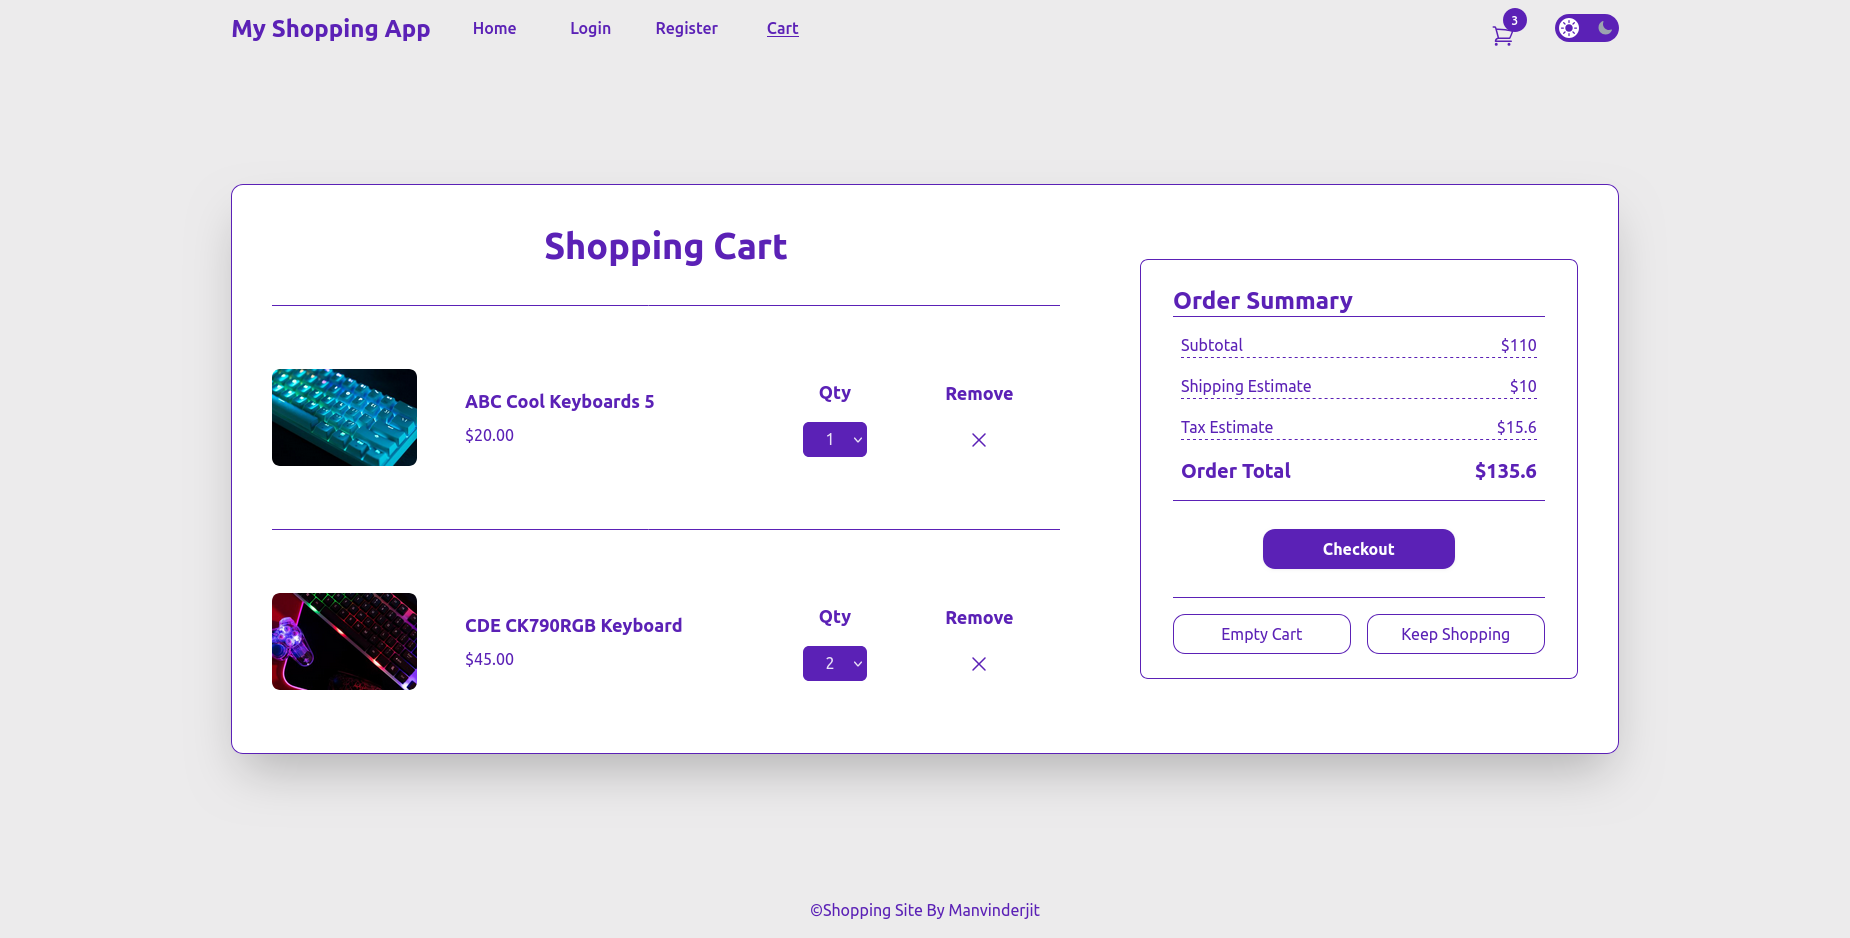 My Shopping App Home Login Register Cart 3
Shopping Cart
ABC Cool Keyboards 5
$20.00
Qty
1
Remove
CDE CK790RGB Keyboard
$45.00
Qty
2
Remove
Order Summary
Subtotal $110
Shipping Estimate $10
Tax Estimate $15.6
Order Total $135.6
Checkout
Empty Cart Keep Shopping
©Shopping Site By Manvinderjit